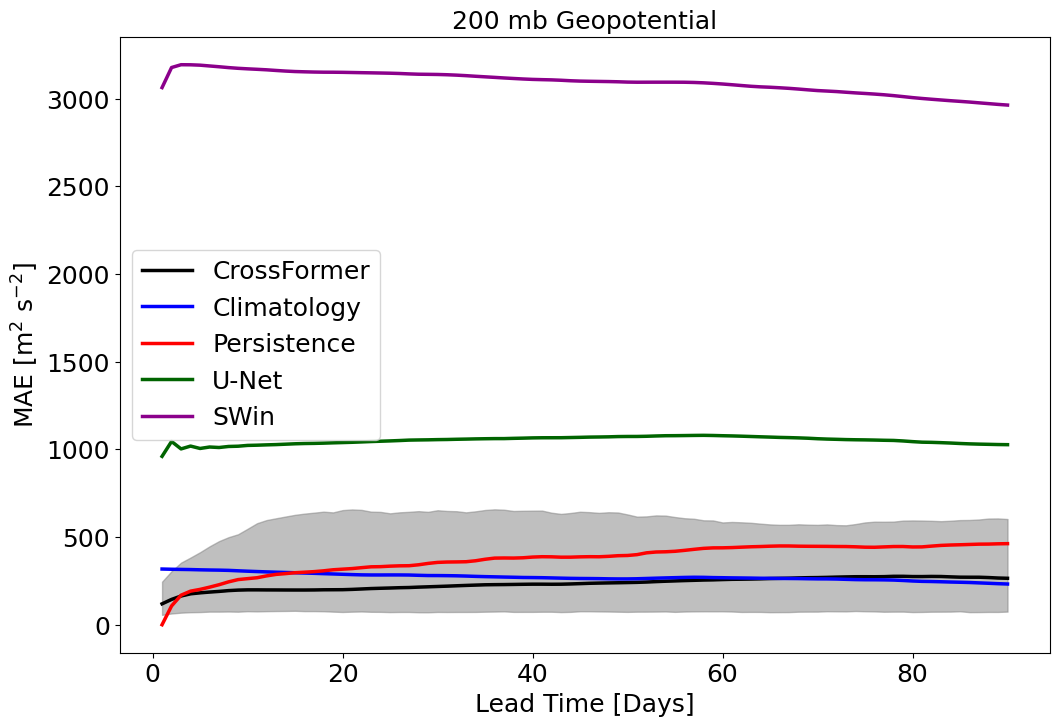 200 mb Geopotential
MAE [m² s⁻²]
3000
2500
2000
1500
1000
500
0
CrossFormer
Climatology
Persistence
U-Net
SWin
0 20 40 60 80
Lead Time [Days]